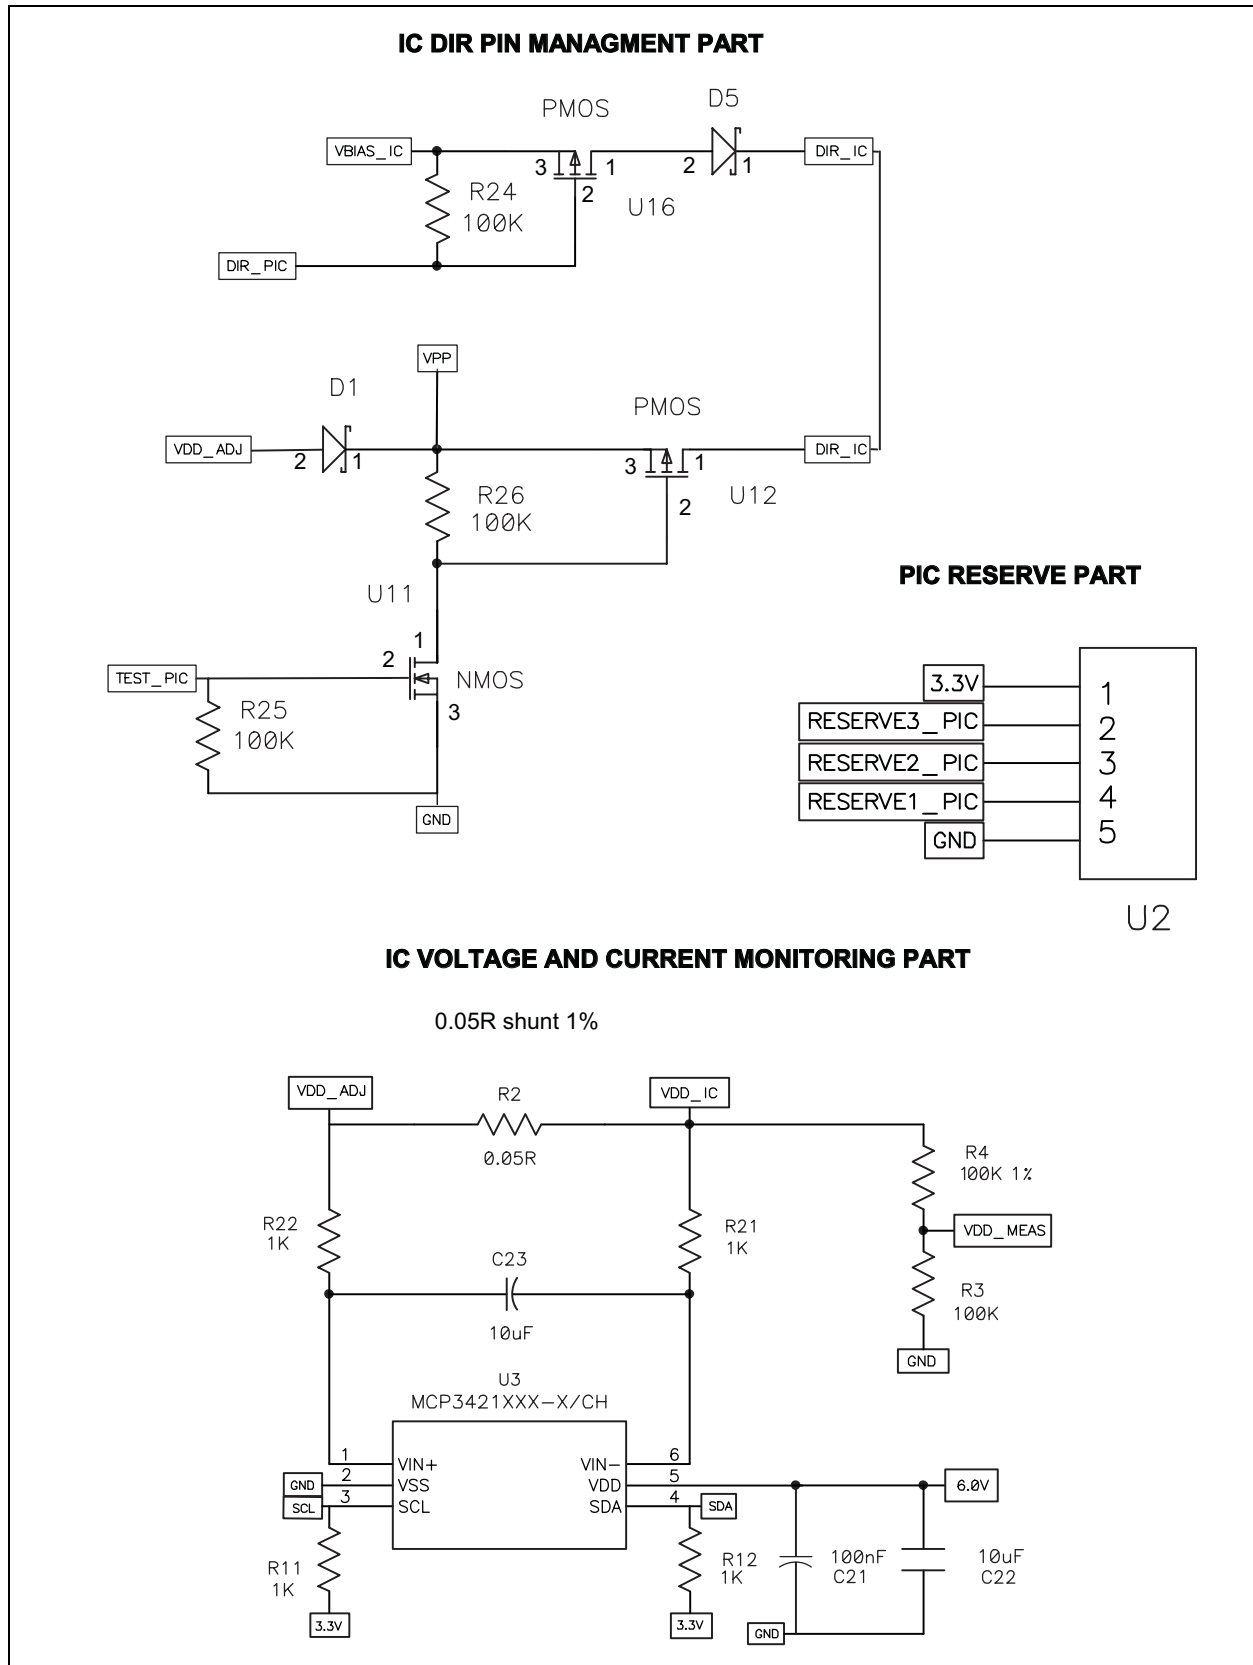 IC DIR PIN MANAGMENT PART
PMOS
D5
VBIAS_IC
3
1
2
2
1
DIR_IC
R24
100K
U16
DIR_PIC
VPP
D1
PMOS
VDD_ADJ
2
1
3
1
DIR_IC
R26
100K
2
U12
U11
PIC RESERVE PART
1
2
TEST_PIC
NMOS
3
R25
100K
GND
3.3V
1
RESERVE3_PIC
2
RESERVE2_PIC
3
RESERVE1_PIC
4
GND
5
U2
IC VOLTAGE AND CURRENT MONITORING PART
0.05R shunt 1%
VDD_ADJ
R2
VDD_IC
0.05R
R4
100K 1%
R22
1K
R21
1K
VDD_MEAS
C23
10uF
R3
100K
GND
U3
MCP3421XXX-X/CH
1
VIN+
VIN-
6
GND
2
VSS
VDD
5
6.0V
SCL
3
SCL
SDA
4
SDA
R11
1K
R12
1K
100nF
C21
10uF
C22
3.3V
3.3V
GND